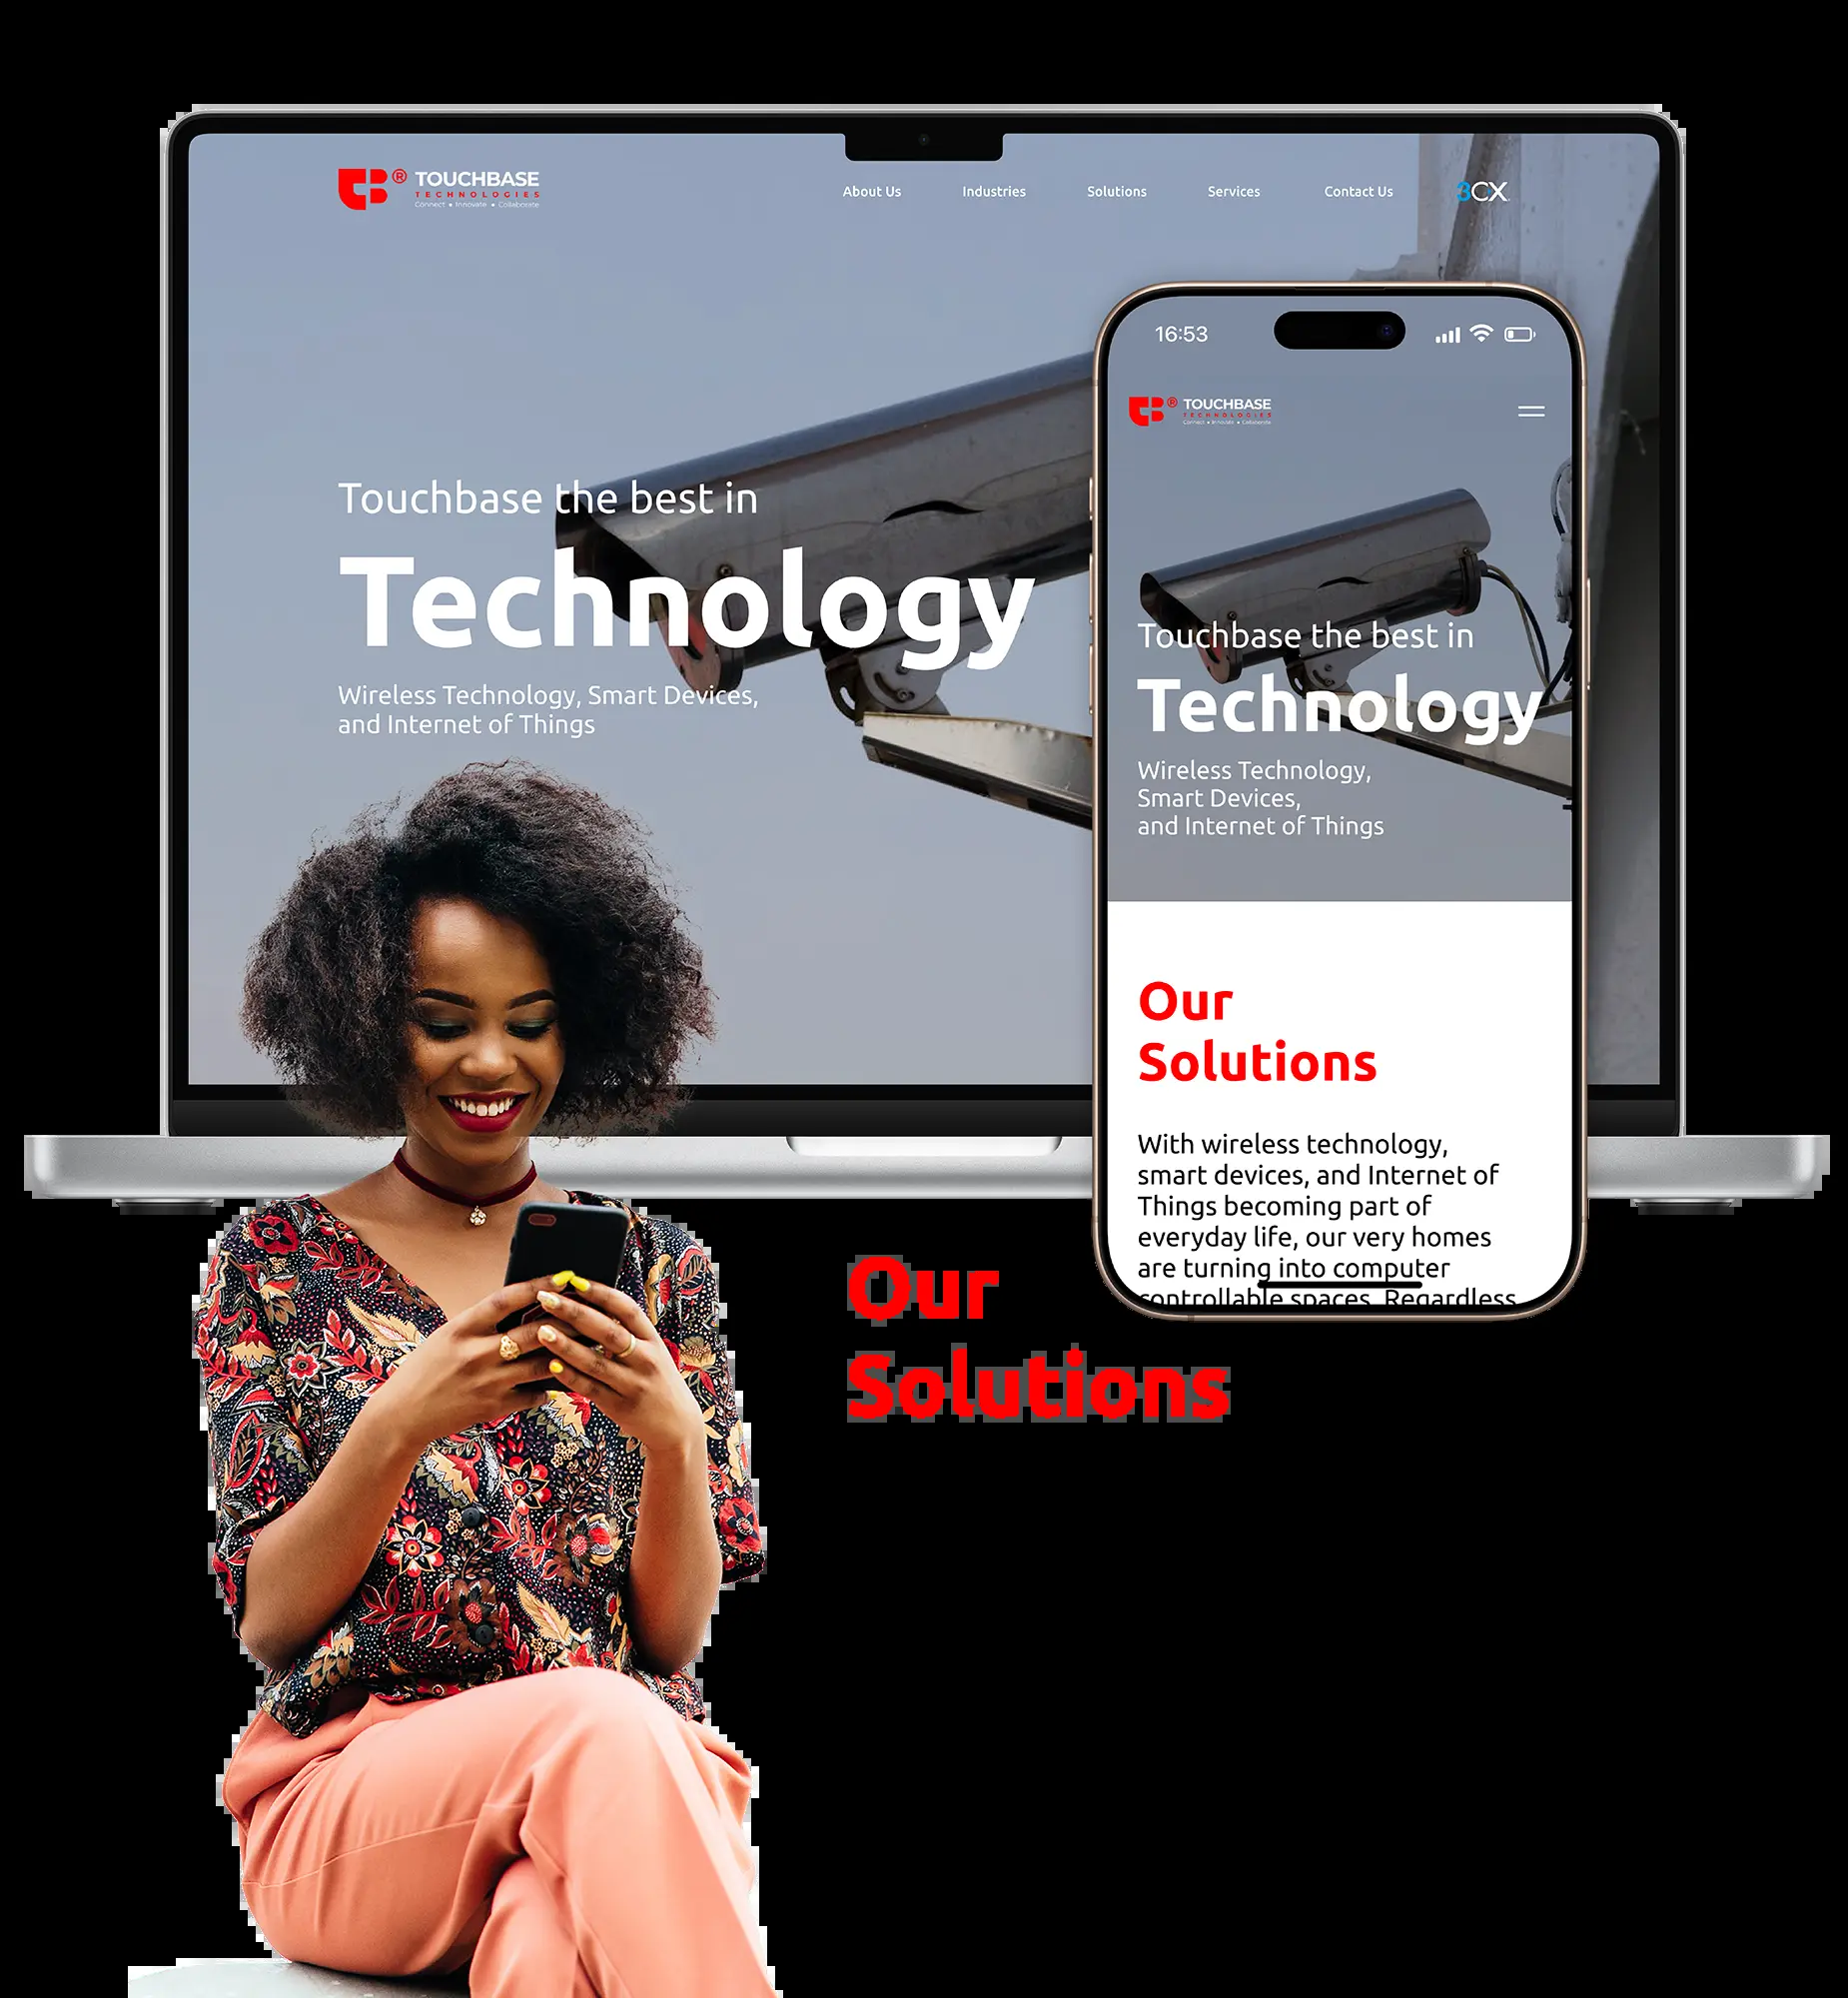 TOUCHBASE
TECHNOLOGIES
Connect • Innovate • Collaborate
About Us
Industries
Solutions
Services
Contact Us
3CX
Touchbase the best in
Technology
Wireless Technology, Smart Devices,
and Internet of Things
16:53
TOUCHBASE
TECHNOLOGIES
Connect • Innovate • Collaborate
Touchbase the best in
Technology
Wireless Technology,
Smart Devices,
and Internet of Things
Our
Solutions
With wireless technology,
smart devices, and Internet of
Things becoming part of
everyday life, our very homes
are turning into computer
controllable spaces. Regardless
Our
Solutions